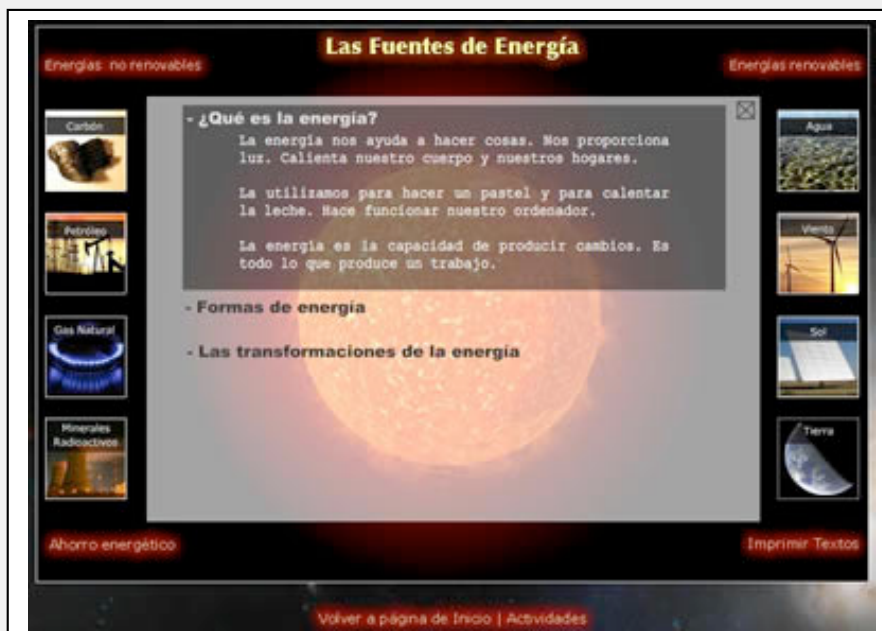 Las Fuentes de Energía
Energías no renovables
Energías renovables
Carbón
Petróleo
Gas Natural
Minerales
Radioactivos
- ¿Qué es la energía?
La energía nos ayuda a hacer cosas. Nos proporciona
luz. Calienta nuestro cuerpo y nuestros hogares.
La utilizamos para hacer un pastel y para calentar
la leche. Hace funcionar nuestro ordenador.
La energía es la capacidad de producir cambios. Es
todo lo que produce un trabajo.
- Formas de energía
- Las transformaciones de la energía
Agua
Viento
Sol
Tierra
Ahorro energético
Imprimir Textos
Volver a página de Inicio | Actividades